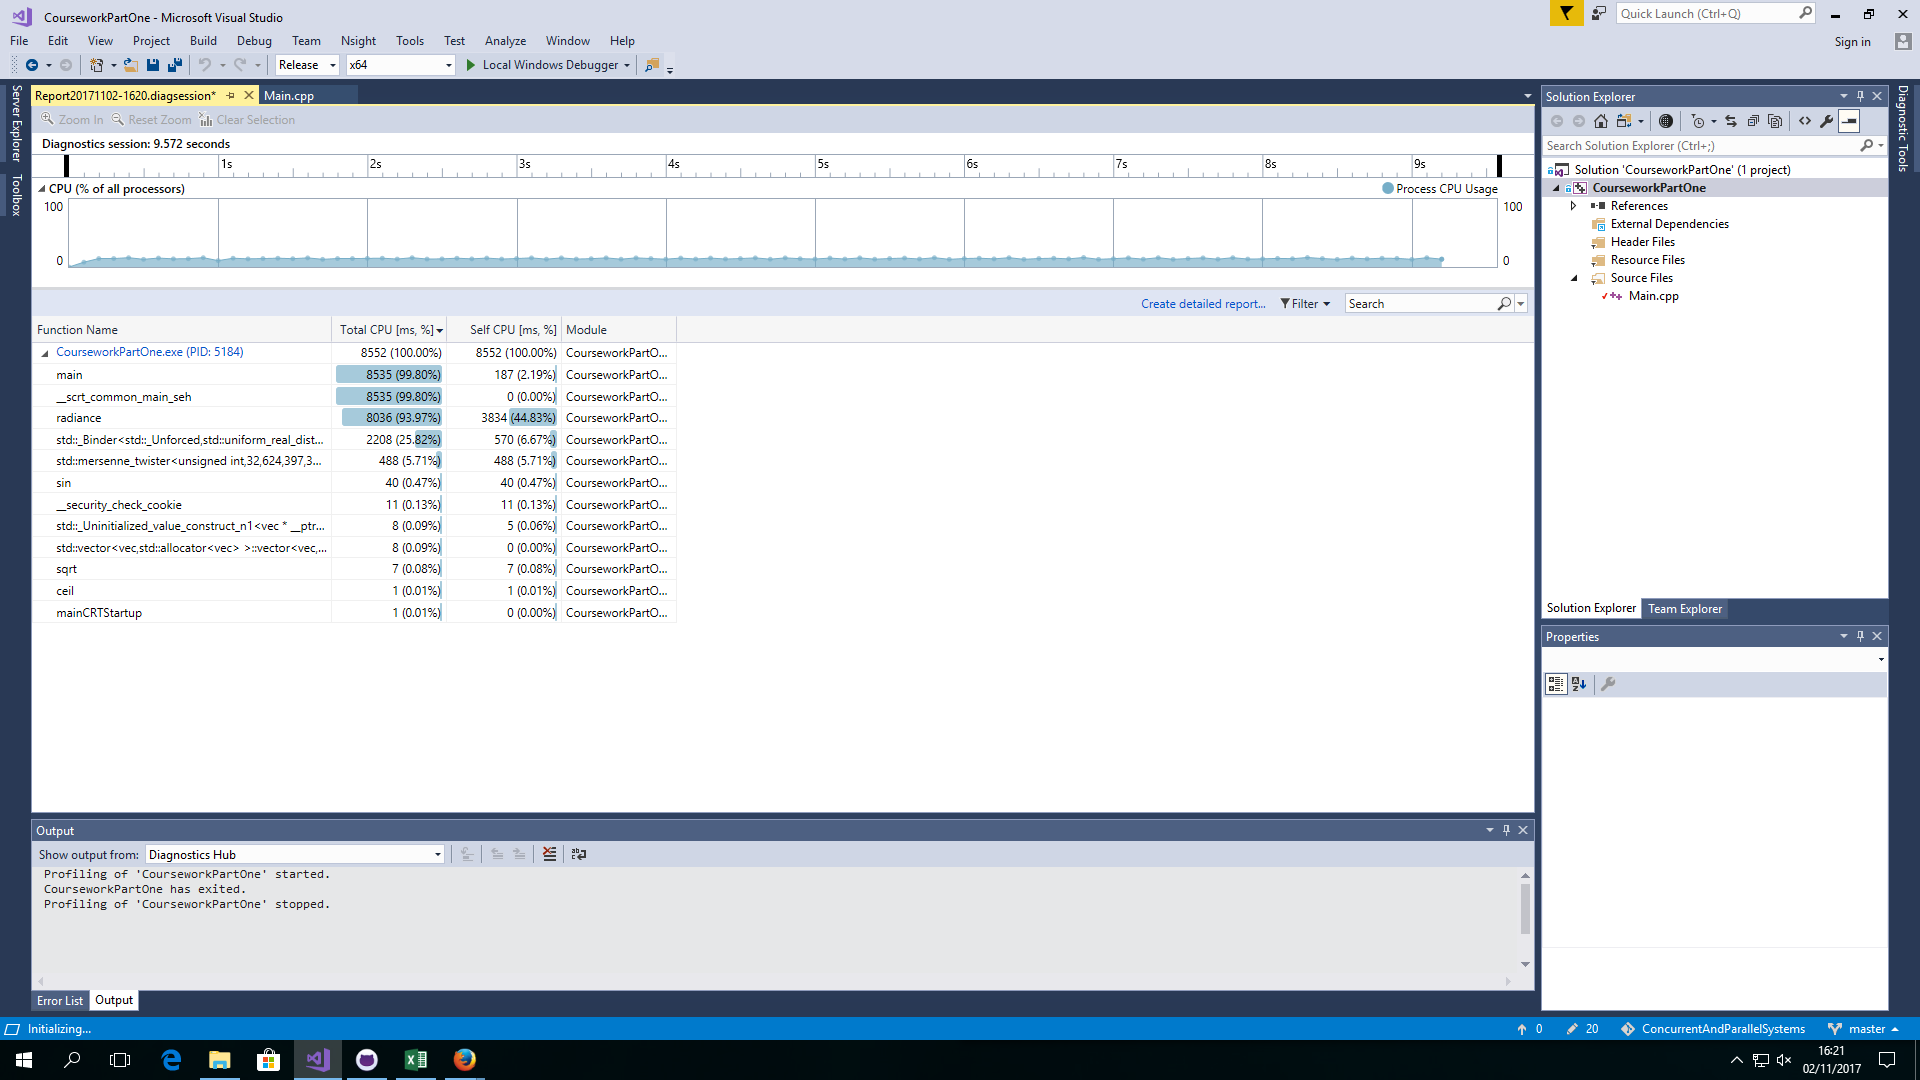 CourseworkPartOne - Microsoft Visual Studio
Quick Launch (Ctrl+Q)
File Edit View Project Build Debug Team Nsight Tools Test Analyze Window Help
Sign in
Release x64 Local Windows Debugger
Server Explorer
Toolbox
Report20171102-1620.diagsession*
Main.cpp
Zoom In Reset Zoom Clear Selection
Diagnostics session: 9.572 seconds
1s 2s 3s 4s 5s 6s 7s 8s 9s
CPU (% of all processors)
Process CPU Usage
100 100
0 0
Create detailed report... Filter Search
Function Name Total CPU [ms, %] Self CPU [ms, %] Module
CourseworkPartOne.exe (PID: 5184) 8552 (100.00%) 8552 (100.00%) CourseworkPartO...
main 8535 (99.80%) 187 (2.19%) CourseworkPartO...
__scrt_common_main_seh 8535 (99.80%) 0 (0.00%) CourseworkPartO...
radiance 8036 (93.97%) 3834 (44.83%) CourseworkPartO...
std::_Binder<std::_Unforced,std::uniform_real_dist... 2208 (25.82%) 570 (6.67%) CourseworkPartO...
std::mersenne_twister<unsigned int,32,624,397,3... 488 (5.71%) 488 (5.71%) CourseworkPartO...
sin 40 (0.47%) 40 (0.47%) CourseworkPartO...
__security_check_cookie 11 (0.13%) 11 (0.13%) CourseworkPartO...
std::_Uninitialized_value_construct_n1<vec * __ptr... 8 (0.09%) 5 (0.06%) CourseworkPartO...
std::vector<vec,std::allocator<vec> >::vector<vec,... 8 (0.09%) 0 (0.00%) CourseworkPartO...
sqrt 7 (0.08%) 7 (0.08%) CourseworkPartO...
ceil 1 (0.01%) 1 (0.01%) CourseworkPartO...
mainCRTStartup 1 (0.01%) 0 (0.00%) CourseworkPartO...
Output
Show output from: Diagnostics Hub
Profiling of 'CourseworkPartOne' started.
CourseworkPartOne has exited.
Profiling of 'CourseworkPartOne' stopped.
Error List Output
Solution Explorer
Search Solution Explorer (Ctrl+;)
Solution 'CourseworkPartOne' (1 project)
CourseworkPartOne
References
External Dependencies
Header Files
Resource Files
Source Files
Main.cpp
Solution Explorer Team Explorer
Properties
Diagnostic Tools
Initializing...
0 20 ConcurrentAndParallelSystems master
16:21
02/11/2017